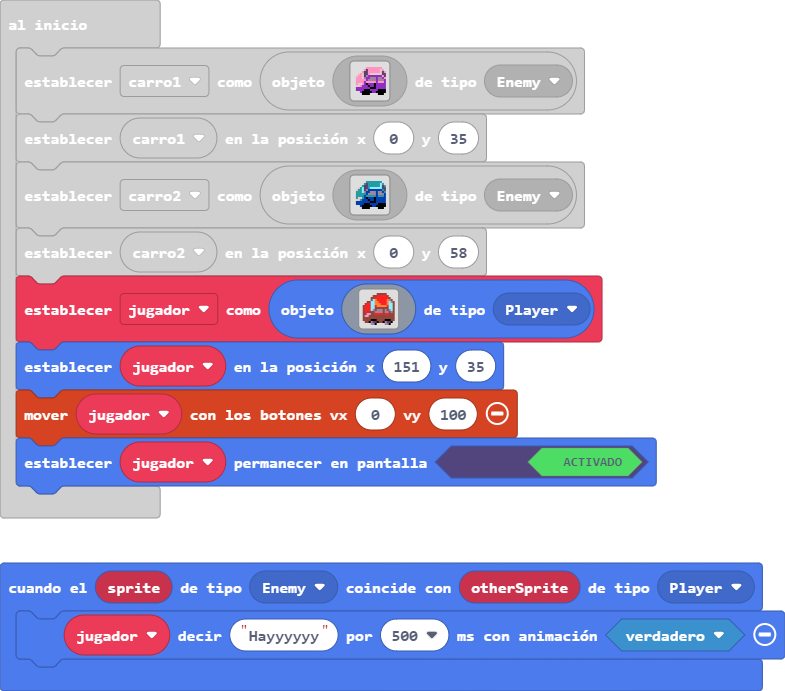 al inicio
establecer carro1 como objeto de tipo Enemy
establecer carro1 en la posición x 0 y 35
establecer carro2 como objeto de tipo Enemy
establecer carro2 en la posición x 0 y 58
establecer jugador como objeto de tipo Player
establecer jugador en la posición x 151 y 35
mover jugador con los botones vx 0 vy 100
establecer jugador permanecer en pantalla ACTIVADO
cuando el sprite de tipo Enemy coincide con otherSprite de tipo Player
jugador decir "Hayyyyyy" por 500 ms con animación verdadero